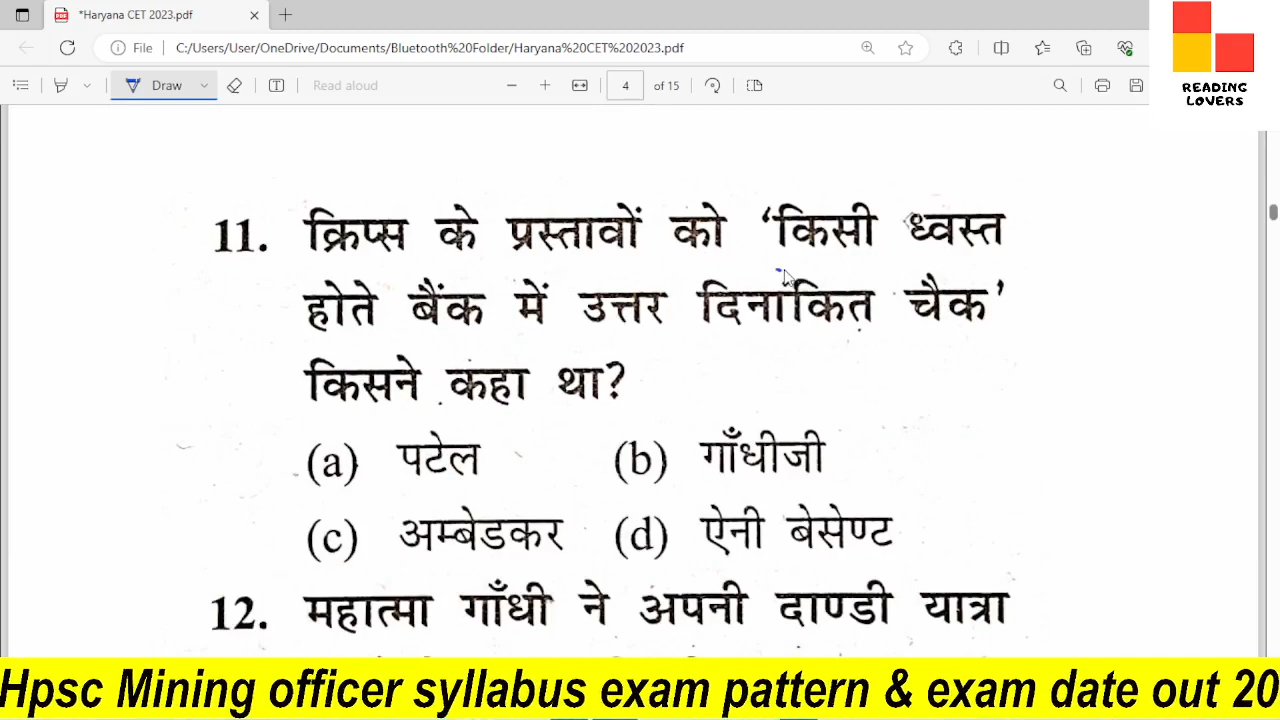 *Haryana CET 2023.pdf
File C:/Users/User/OneDrive/Documents/Bluetooth%20Folder/Haryana%20CET%202023.pdf
Draw Read aloud 4 of 15
READING
LOVERS
11. क्रिप्स के प्रस्तावों को ‘किसी ध्वस्त
होते बैंक में उत्तर दिनांकित चैक’
किसने कहा था?
(a) पटेल (b) गाँधीजी
(c) अम्बेडकर (d) ऐनी बेसेण्ट
12. महात्मा गाँधी ने अपनी दाण्डी यात्रा
Hpsc Mining officer syllabus exam pattern & exam date out 20